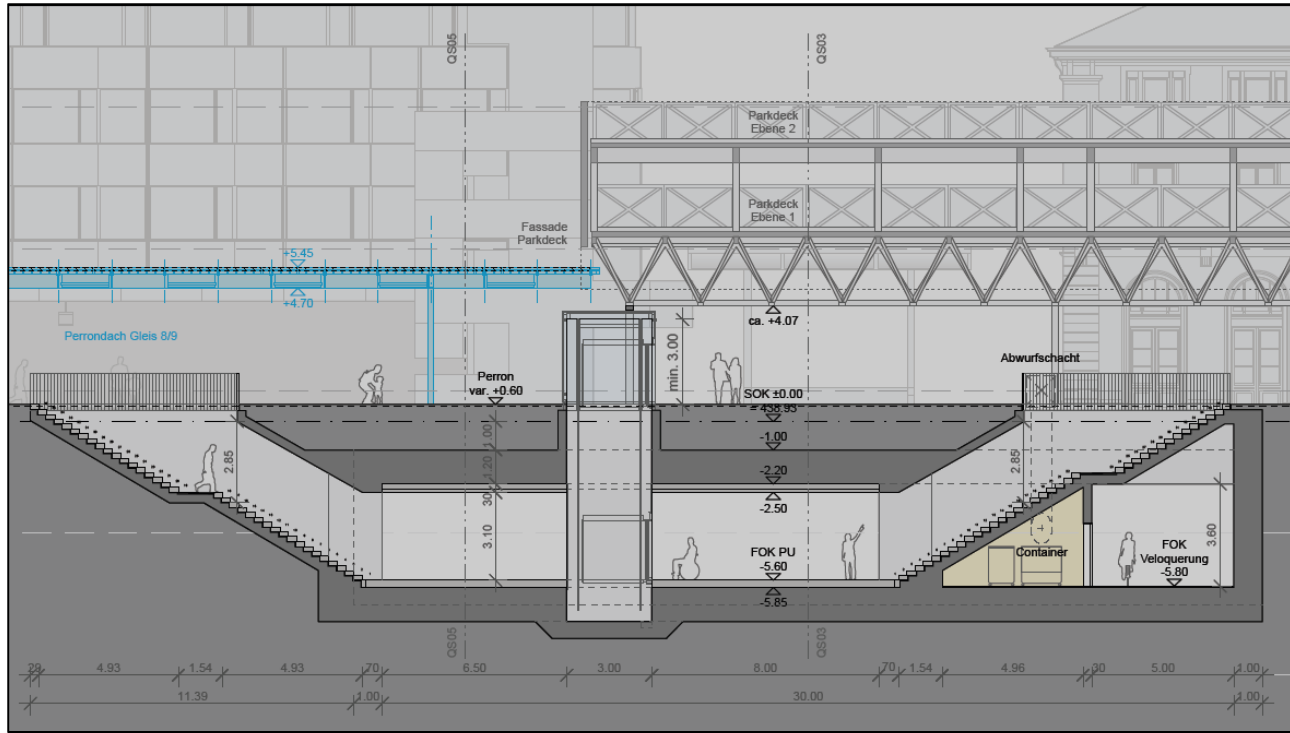 QS05
QS03
Parkdeck
Ebene 2
Parkdeck
Ebene 1
Fassade
Parkdeck
+5.45
+4.70
Perrondach Gleis 8/9
ca. +4.07
min. 3.00
Abwurfschacht
Perron
var. +0.60
SOK ±0.00
= 438.93
1.00
-1.00
2.85
2.85
1.20
-2.20
30
-2.50
3.10
3.60
FOK PU
-5.60
-5.85
Container
FOK
Veloquerung
-5.80
QS05
QS03
29
4.93
1.54
4.93
70
6.50
3.00
8.00
70
1.54
4.96
30
5.00
1.00
11.39
1.00
30.00
1.00